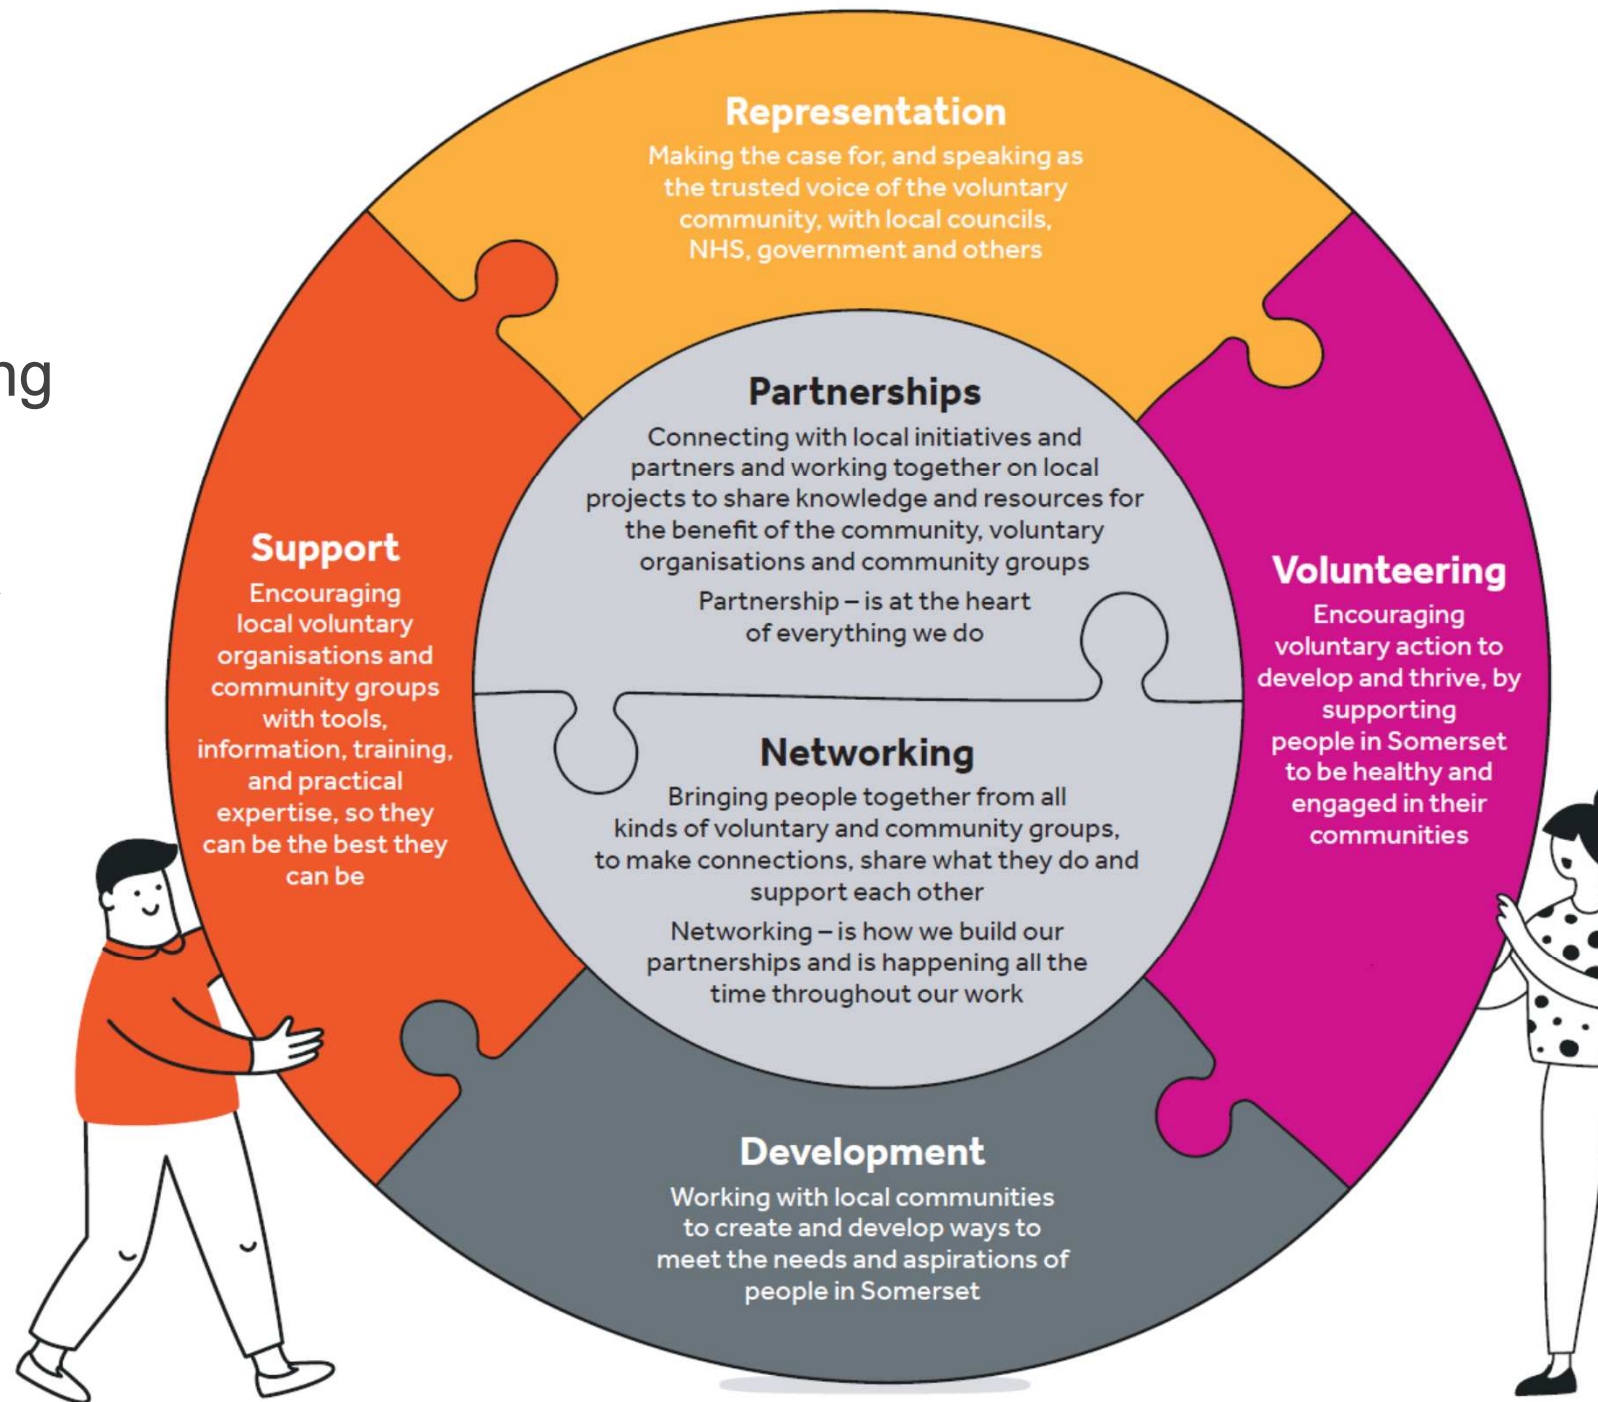 Representation
Making the case for, and speaking as
the trusted voice of the voluntary
community, with local councils,
NHS, government and others
ng
Partnerships
Connecting with local initiatives and
partners and working together on local
projects to share knowledge and resources for
the benefit of the community, voluntary
organisations and community groups
Partnership – is at the heart
of everything we do
Support
Encouraging
local voluntary
organisations and
community groups
with tools,
information, training,
and practical
expertise, so they
can be the best they
can be
Volunteering
Encouraging
voluntary action to
develop and thrive, by
supporting
people in Somerset
to be healthy and
engaged in their
communities
Networking
Bringing people together from all
kinds of voluntary and community groups,
to make connections, share what they do and
support each other
Networking – is how we build our
partnerships and is happening all the
time throughout our work
Development
Working with local communities
to create and develop ways to
meet the needs and aspirations of
people in Somerset